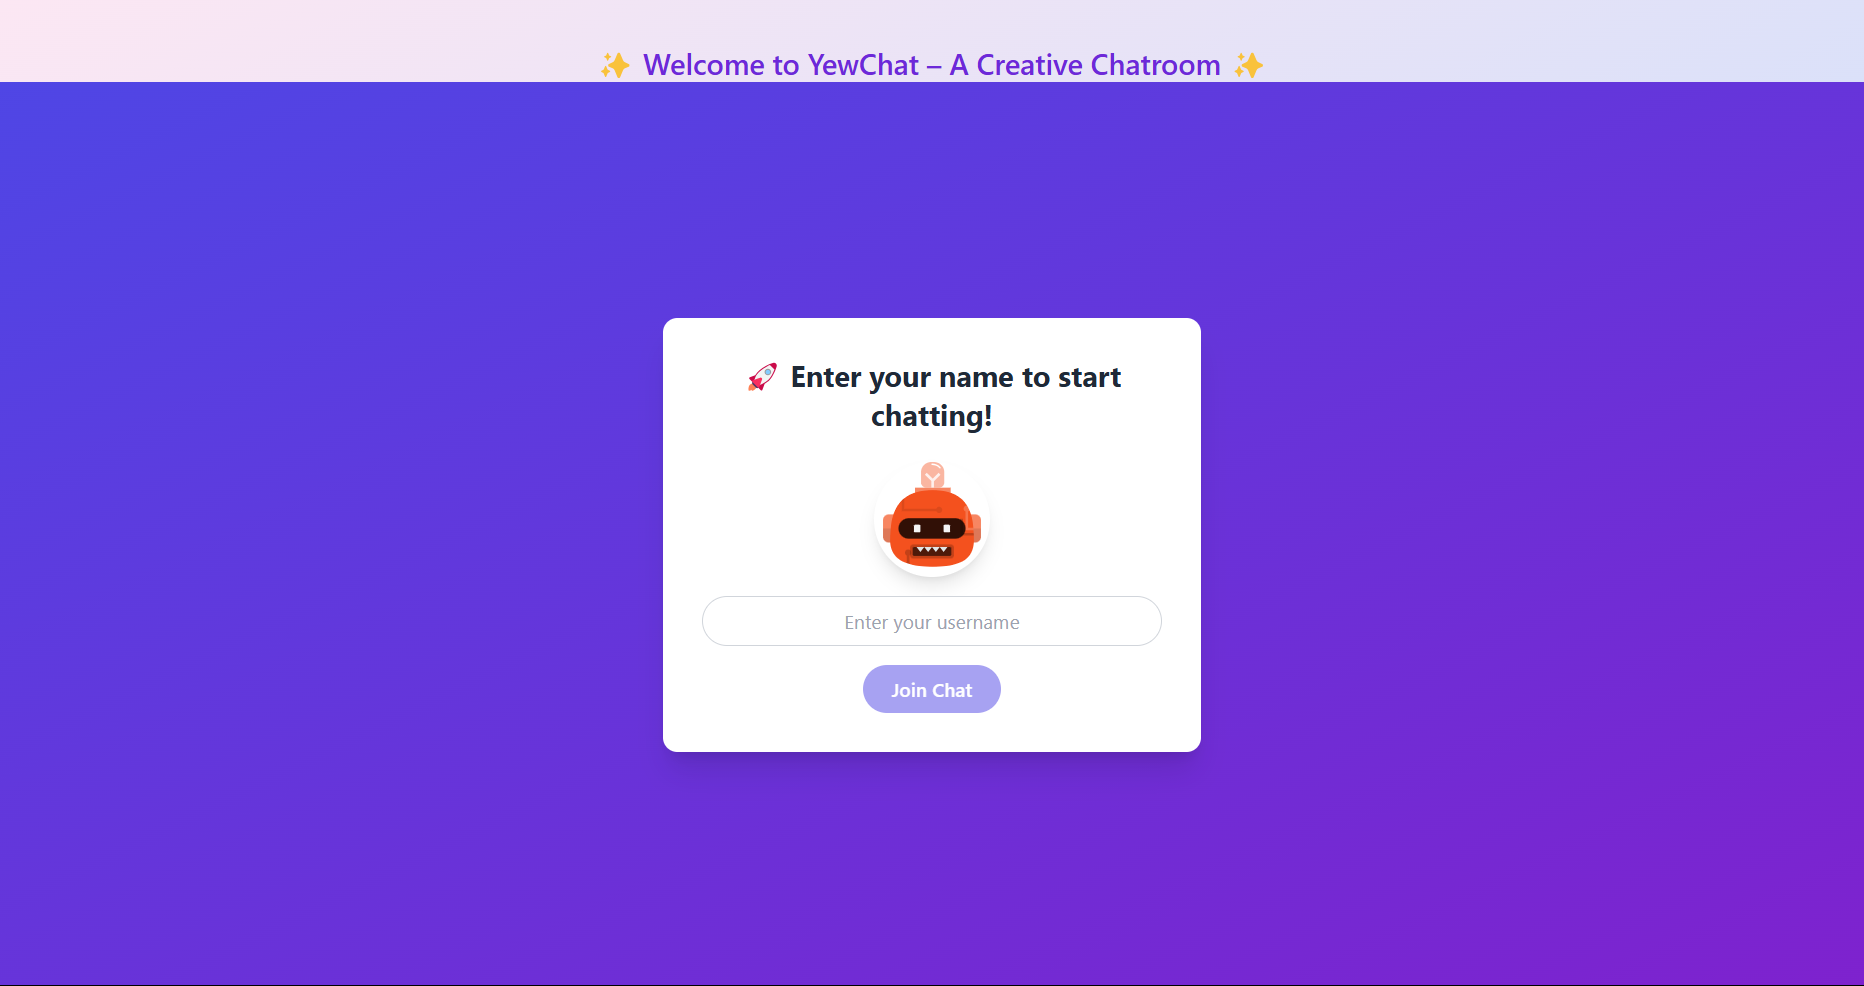 ✨ Welcome to YewChat – A Creative Chatroom ✨
🚀 Enter your name to start
chatting!
Enter your username
Join Chat